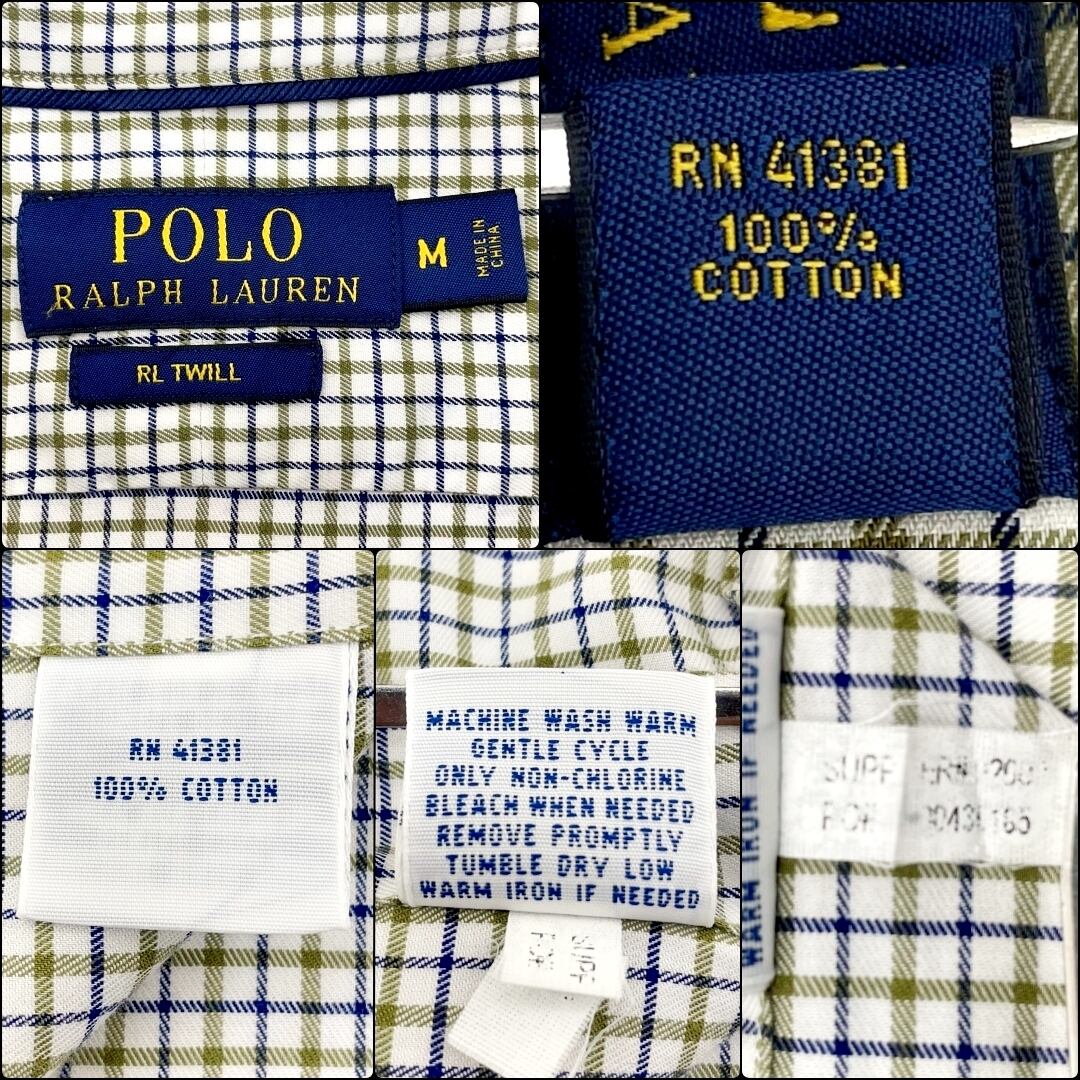 POLO
RALPH LAUREN
M
MADE IN
CHINA
RL TWILL
RN 41381
100%
COTTON
RN 41381
100% COTTON
MACHINE WASH WARM
GENTLE CYCLE
ONLY NON-CHLORINE
BLEACH WHEN NEEDED
REMOVE PROMPTLY
TUMBLE DRY LOW
WARM IRON IF NEEDED
WARM IRON IF NEEDED